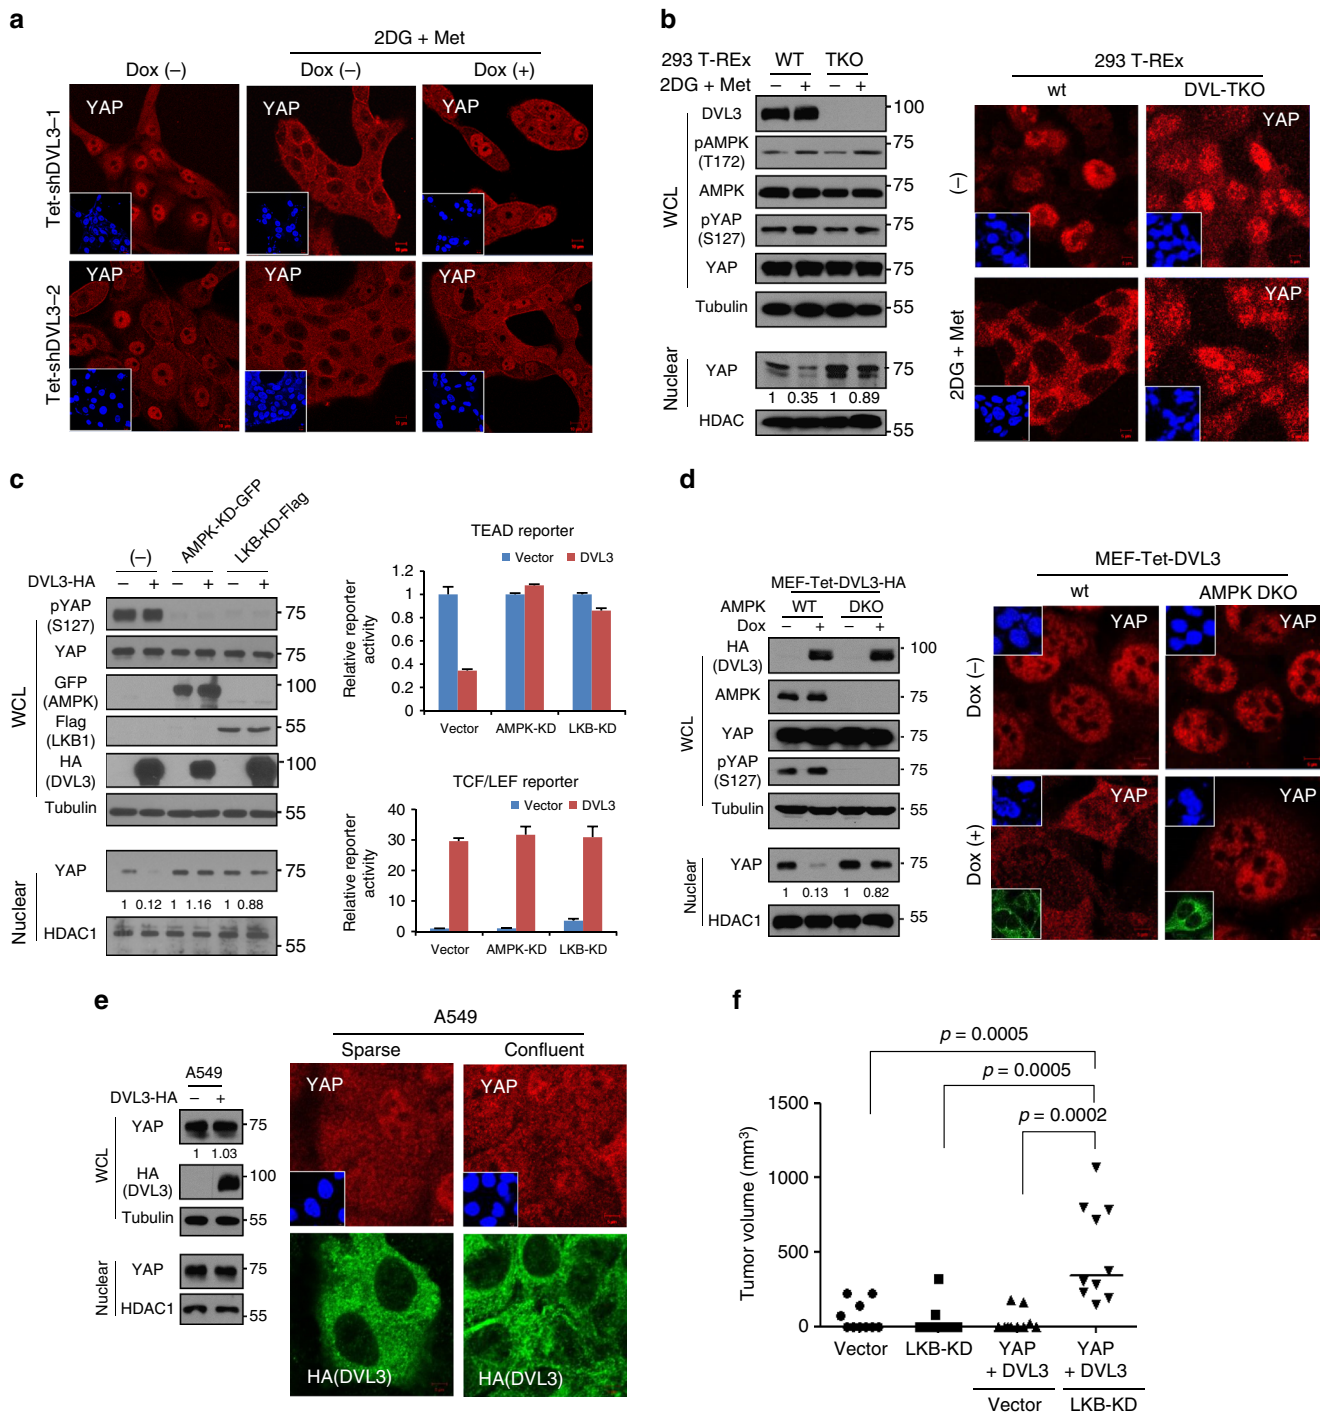 a
2DG + Met
Dox (–) Dox (–) Dox (+)
Tet-shDVL3–1
YAP YAP YAP
Tet-shDVL3–2
YAP YAP YAP
b
293 T-REx WT TKO
2DG + Met – + – +
WCL
DVL3 100
pAMPK (T172) 75
AMPK 75
pYAP (S127) 75
YAP 75
Tubulin 55
Nuclear
YAP 75
1 0.35 1 0.89
HDAC 55
293 T-REx
wt DVL-TKO
(–)
YAP
2DG + Met
YAP
c
(–) AMPK-KD-GFP LKB-KD-Flag
DVL3-HA – + – + – +
WCL
pYAP (S127) 75
YAP 75
GFP (AMPK) 100
Flag (LKB1) 55
HA (DVL3) 100
Tubulin 55
Nuclear
YAP 75
1 0.12 1 1.16 1 0.88
HDAC1 55
TEAD reporter
Vector DVL3
Relative reporter activity
1.2
1
0.8
0.6
0.4
0.2
0
Vector AMPK-KD LKB-KD
TCF/LEF reporter
Vector DVL3
Relative reporter activity
40
30
20
10
0
Vector AMPK-KD LKB-KD
d
MEF-Tet-DVL3-HA
AMPK WT DKO
Dox – + – +
WCL
HA (DVL3) 100
AMPK 75
YAP 75
pYAP (S127) 75
Tubulin 55
Nuclear
YAP 75
1 0.13 1 0.82
HDAC1 55
MEF-Tet-DVL3
wt AMPK DKO
Dox (–)
YAP YAP
Dox (+)
YAP YAP
e
A549
DVL3-HA – +
WCL
YAP 75
1 1.03
HA (DVL3) 100
Tubulin 55
Nuclear
YAP 75
HDAC1 55
A549
Sparse Confluent
YAP YAP
HA(DVL3) HA(DVL3)
f
p = 0.0005
p = 0.0005
p = 0.0002
Tumor volume (mm³)
1500
1000
500
0
Vector LKB-KD YAP + DVL3 YAP + DVL3
Vector LKB-KD